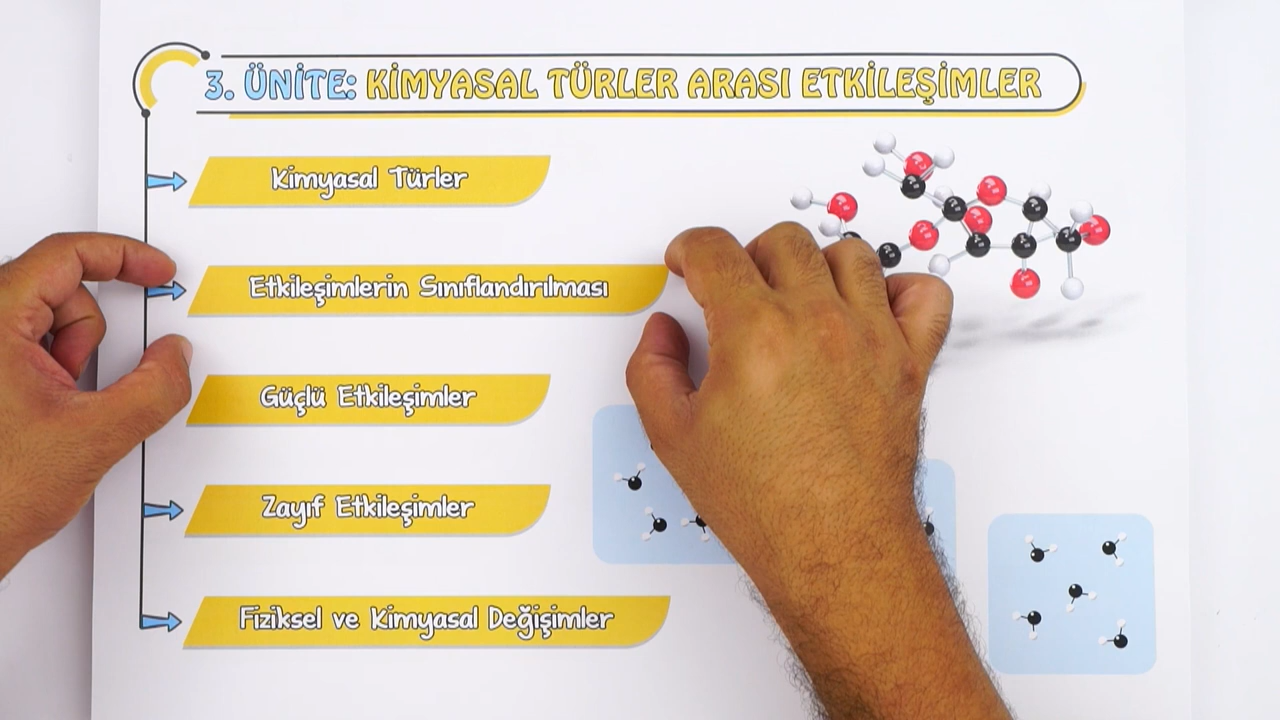 3. ÜNİTE: KİMYASAL TÜRLER ARASI ETKİLEŞİMLER
Kimyasal Türler
Etkileşimlerin Sınıflandırılması
Güçlü Etkileşimler
Zayıf Etkileşimler
Fiziksel ve Kimyasal Değişimler